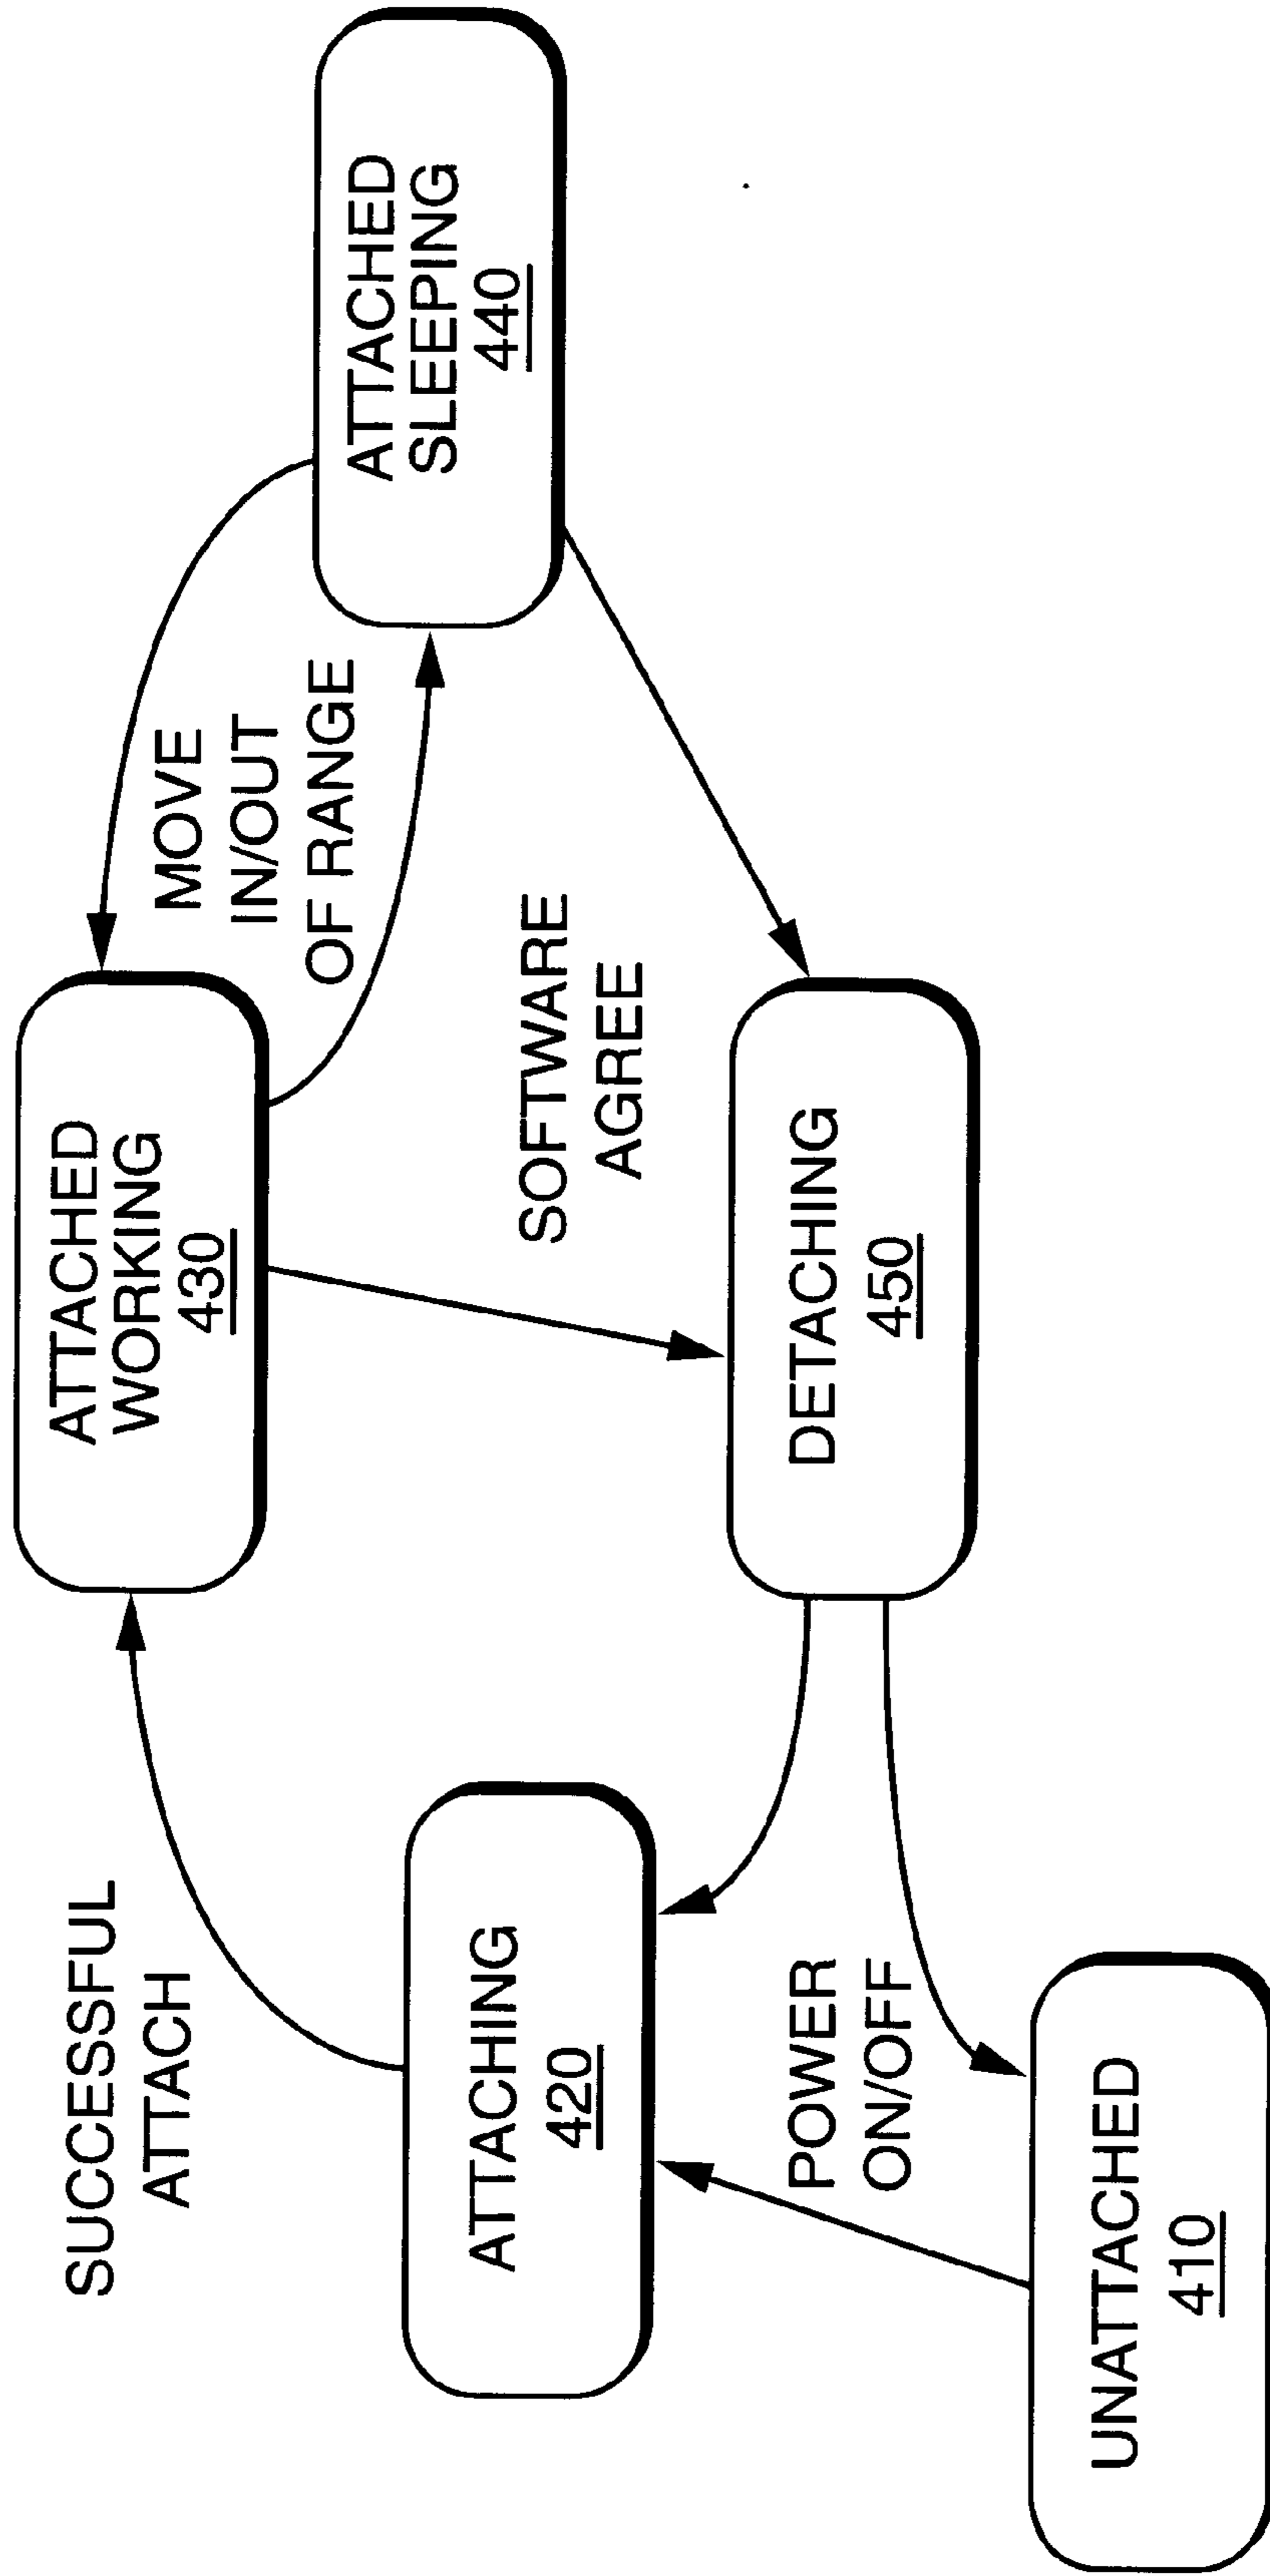 SUCCESSFUL
ATTACH
ATTACHED
WORKING
430
MOVE
IN/OUT
OF RANGE
ATTACHED
SLEEPING
440
ATTACHING
420
SOFTWARE
AGREE
DETACHING
450
POWER
ON/OFF
UNATTACHED
410